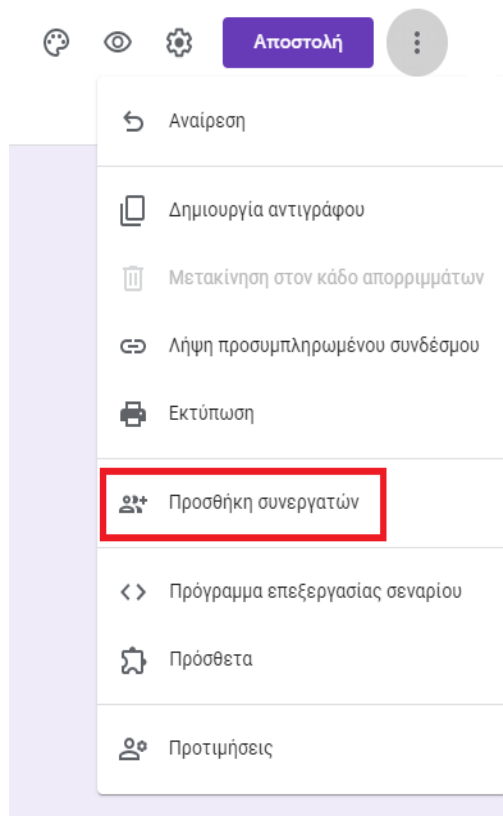 Αποστολή
Αναίρεση
Δημιουργία αντιγράφου
Μετακίνηση στον κάδο απορριμμάτων
Λήψη προσυμπληρωμένου συνδέσμου
Εκτύπωση
Προσθήκη συνεργατών
Πρόγραμμα επεξεργασίας σεναρίου
Πρόσθετα
Προτιμήσεις